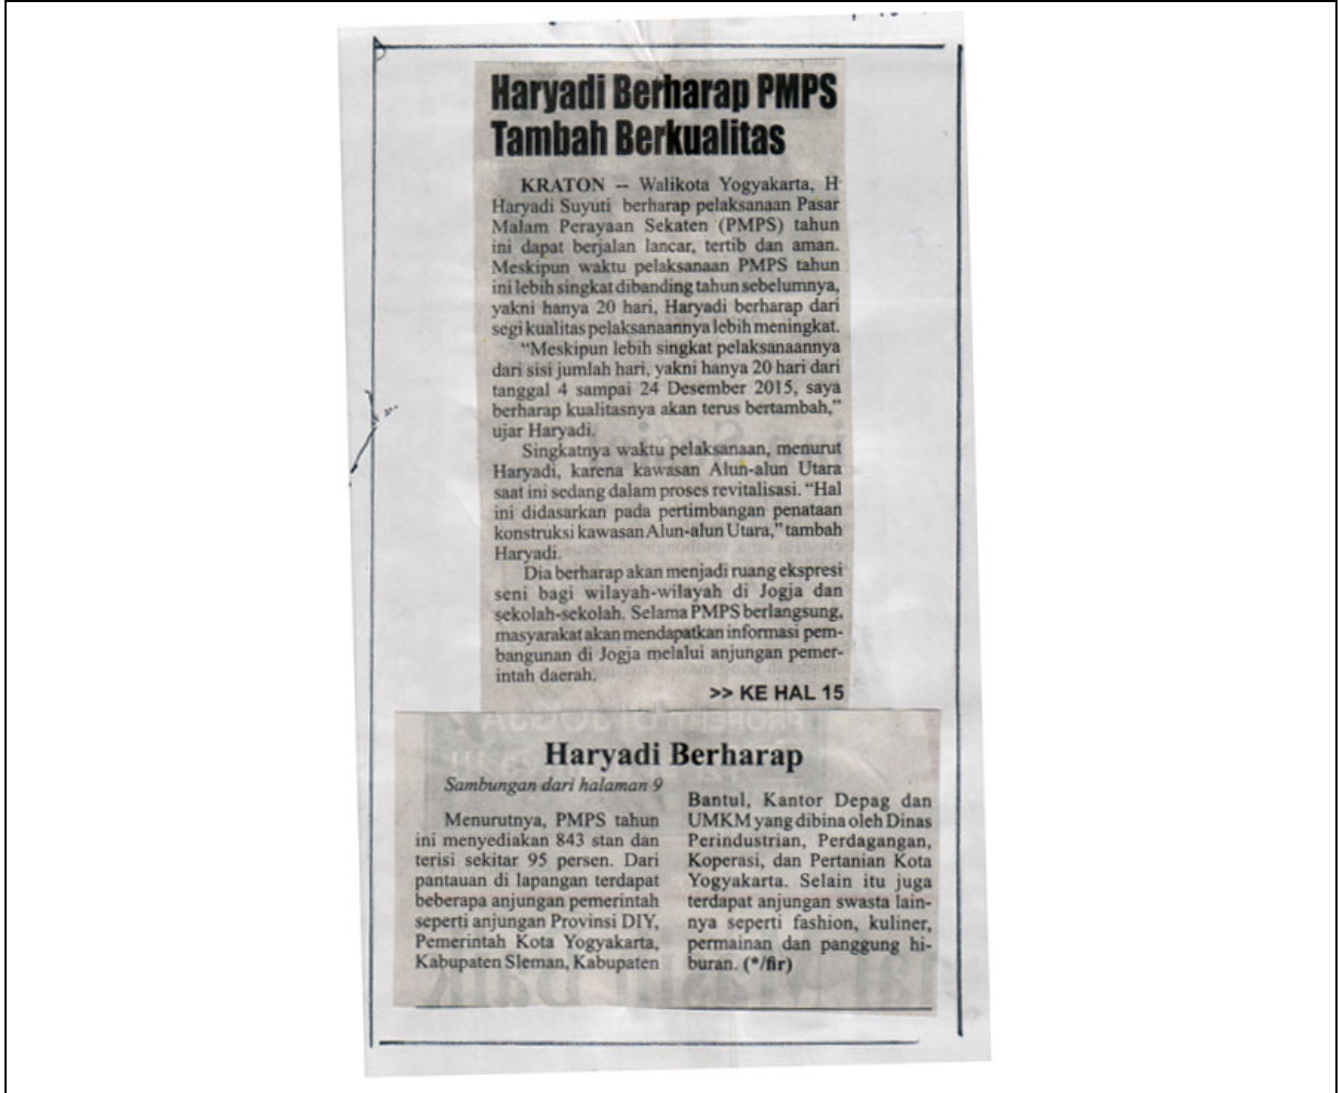 Haryadi Berharap PMPS
Tambah Berkualitas
KRATON -- Walikota Yogyakarta, H
Haryadi Suyuti berharap pelaksanaan Pasar
Malam Perayaan Sekaten (PMPS) tahun
ini dapat berjalan lancar, tertib dan aman.
Meskipun waktu pelaksanaan PMPS tahun
ini lebih singkat dibanding tahun sebelumnya,
yakni hanya 20 hari, Haryadi berharap dari
segi kualitas pelaksanaannya lebih meningkat.
“Meskipun lebih singkat pelaksanaannya
dari sisi jumlah hari, yakni hanya 20 hari dari
tanggal 4 sampai 24 Desember 2015, saya
berharap kualitasnya akan terus bertambah,”
ujar Haryadi.
Singkatnya waktu pelaksanaan, menurut
Haryadi, karena kawasan Alun-alun Utara
saat ini sedang dalam proses revitalisasi. “Hal
ini didasarkan pada pertimbangan penataan
konstruksi kawasan Alun-alun Utara,” tambah
Haryadi.
Dia berharap akan menjadi ruang ekspresi
seni bagi wilayah-wilayah di Jogja dan
sekolah-sekolah. Selama PMPS berlangsung,
masyarakat akan mendapatkan informasi pem-
bangunan di Jogja melalui anjungan pemer-
intah daerah.
>> KE HAL 15
Haryadi Berharap
Sambungan dari halaman 9
Menurutnya, PMPS tahun
ini menyediakan 843 stan dan
terisi sekitar 95 persen. Dari
pantauan di lapangan terdapat
beberapa anjungan pemerintah
seperti anjungan Provinsi DIY,
Pemerintah Kota Yogyakarta,
Kabupaten Sleman, Kabupaten
Bantul, Kantor Depag dan
UMKM yang dibina oleh Dinas
Perindustrian, Perdagangan,
Koperasi, dan Pertanian Kota
Yogyakarta. Selain itu juga
terdapat anjungan swasta lain-
nya seperti fashion, kuliner,
permainan dan panggung hi-
buran. (*/fir)